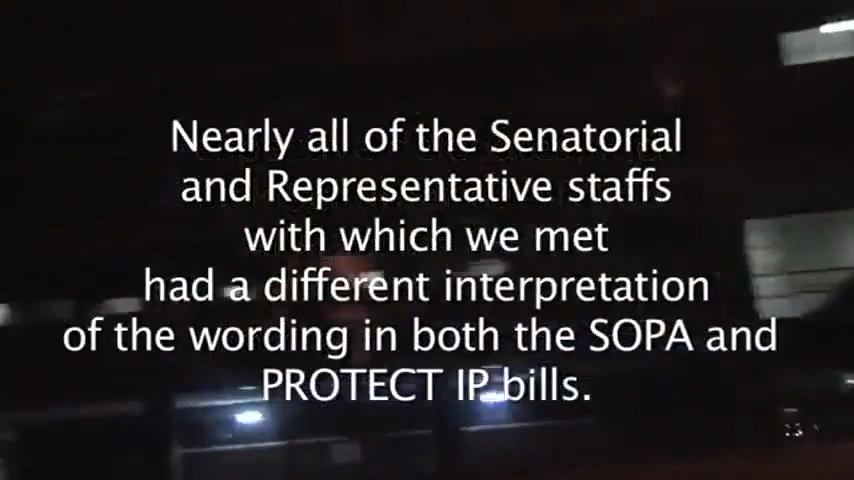 Nearly all of the Senatorial
and Representative staffs
with which we met
had a different interpretation
of the wording in both the SOPA and
PROTECT IP bills.